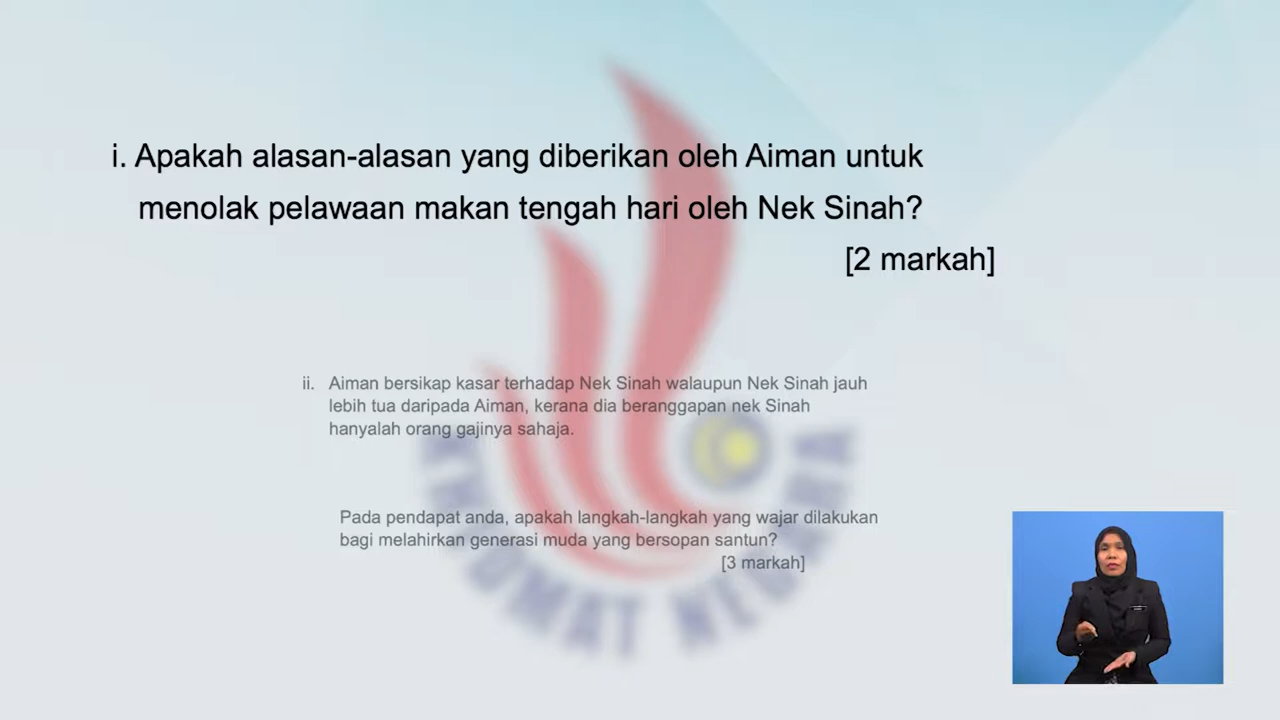 i. Apakah alasan-alasan yang diberikan oleh Aiman untuk
menolak pelawaan makan tengah hari oleh Nek Sinah?
[2 markah]
ii. Aiman bersikap kasar terhadap Nek Sinah walaupun Nek Sinah jauh
lebih tua daripada Aiman, kerana dia beranggapan nek Sinah
hanyalah orang gajinya sahaja.
Pada pendapat anda, apakah langkah-langkah yang wajar dilakukan
bagi melahirkan generasi muda yang bersopan santun?
[3 markah]
KHIDMAT NEGARA